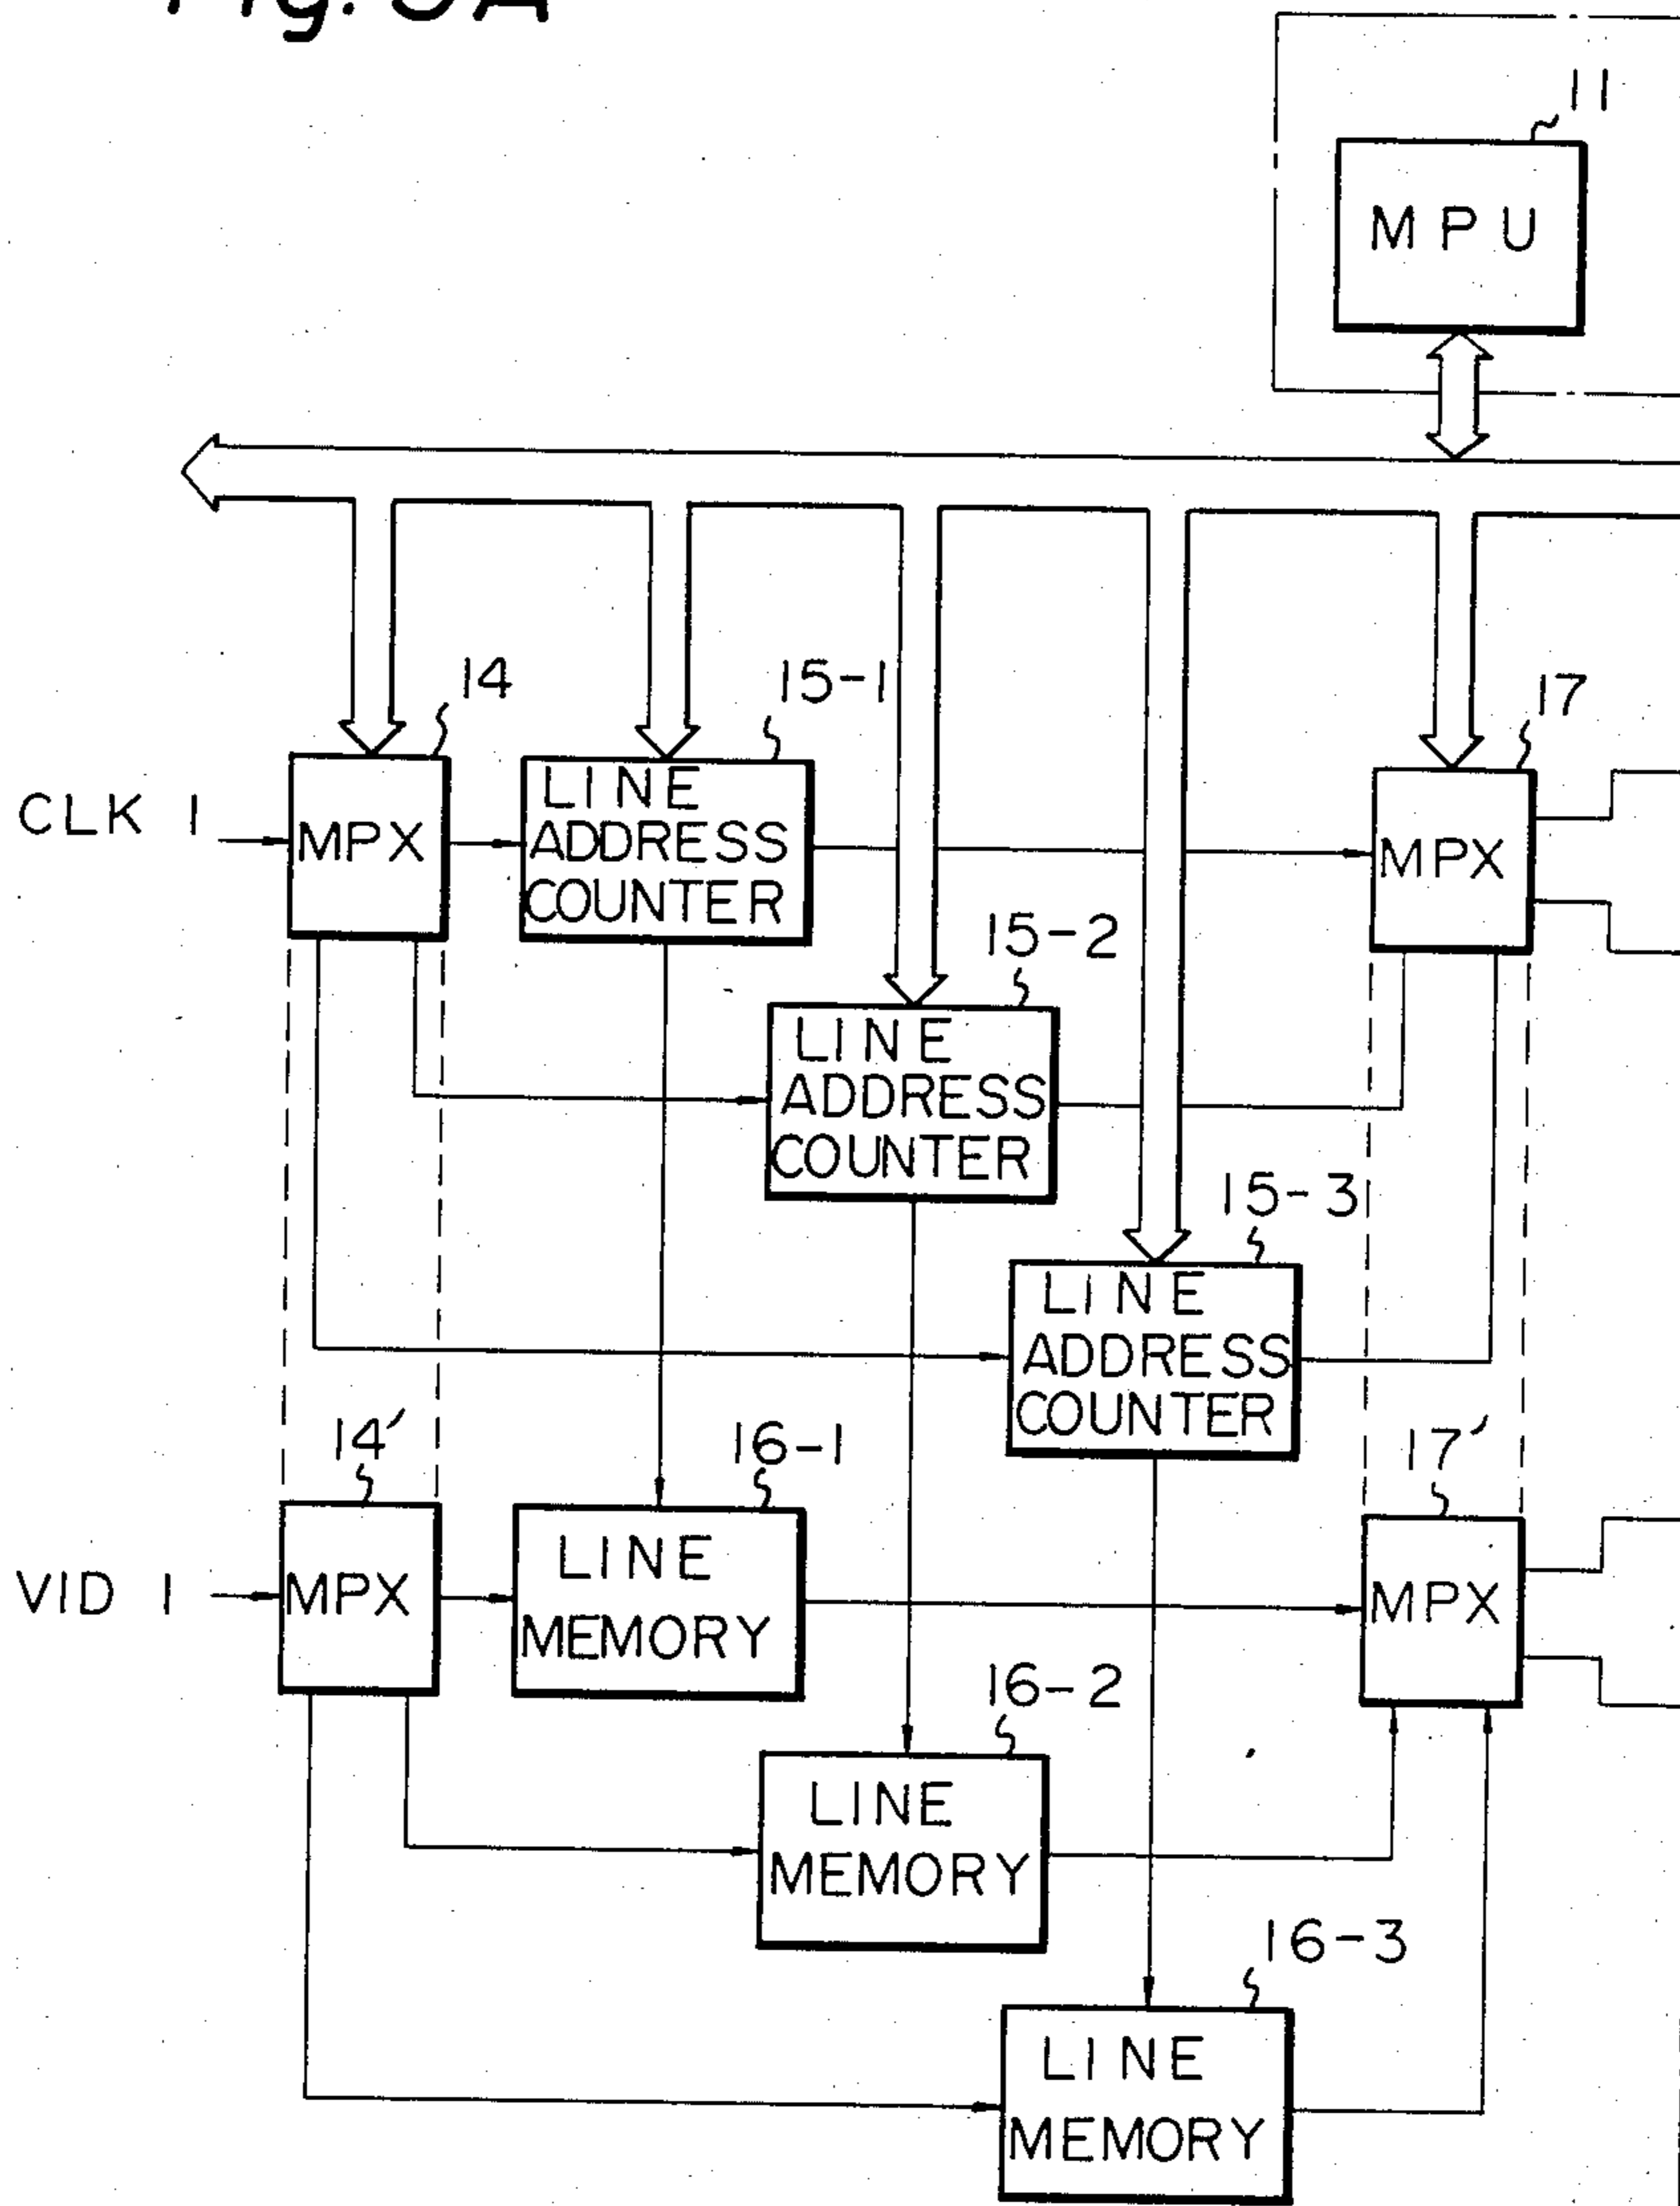 11
MPU
14
15-1
17
CLK 1
MPX
LINE
ADDRESS
COUNTER
MPX
15-2
LINE
ADDRESS
COUNTER
15-3
LINE
ADDRESS
COUNTER
14'
16-1
17'
VID 1
MPX
LINE
MEMORY
MPX
16-2
LINE
MEMORY
16-3
LINE
MEMORY